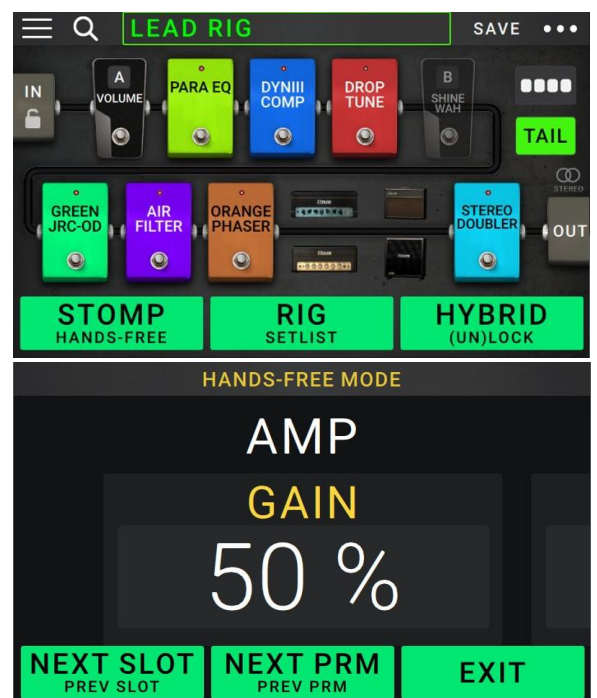 LEAD RIG
SAVE
IN
A
VOLUME
PARA EQ
DYNIII
COMP
DROP
TUNE
B
SHINE
WAH
TAIL
STEREO
GREEN
JRC-OD
AIR
FILTER
ORANGE
PHASER
STEREO
DOUBLER
OUT
STOMP
HANDS-FREE
RIG
SETLIST
HYBRID
(UN)LOCK
HANDS-FREE MODE
AMP
GAIN
50 %
NEXT SLOT
PREV SLOT
NEXT PRM
PREV PRM
EXIT